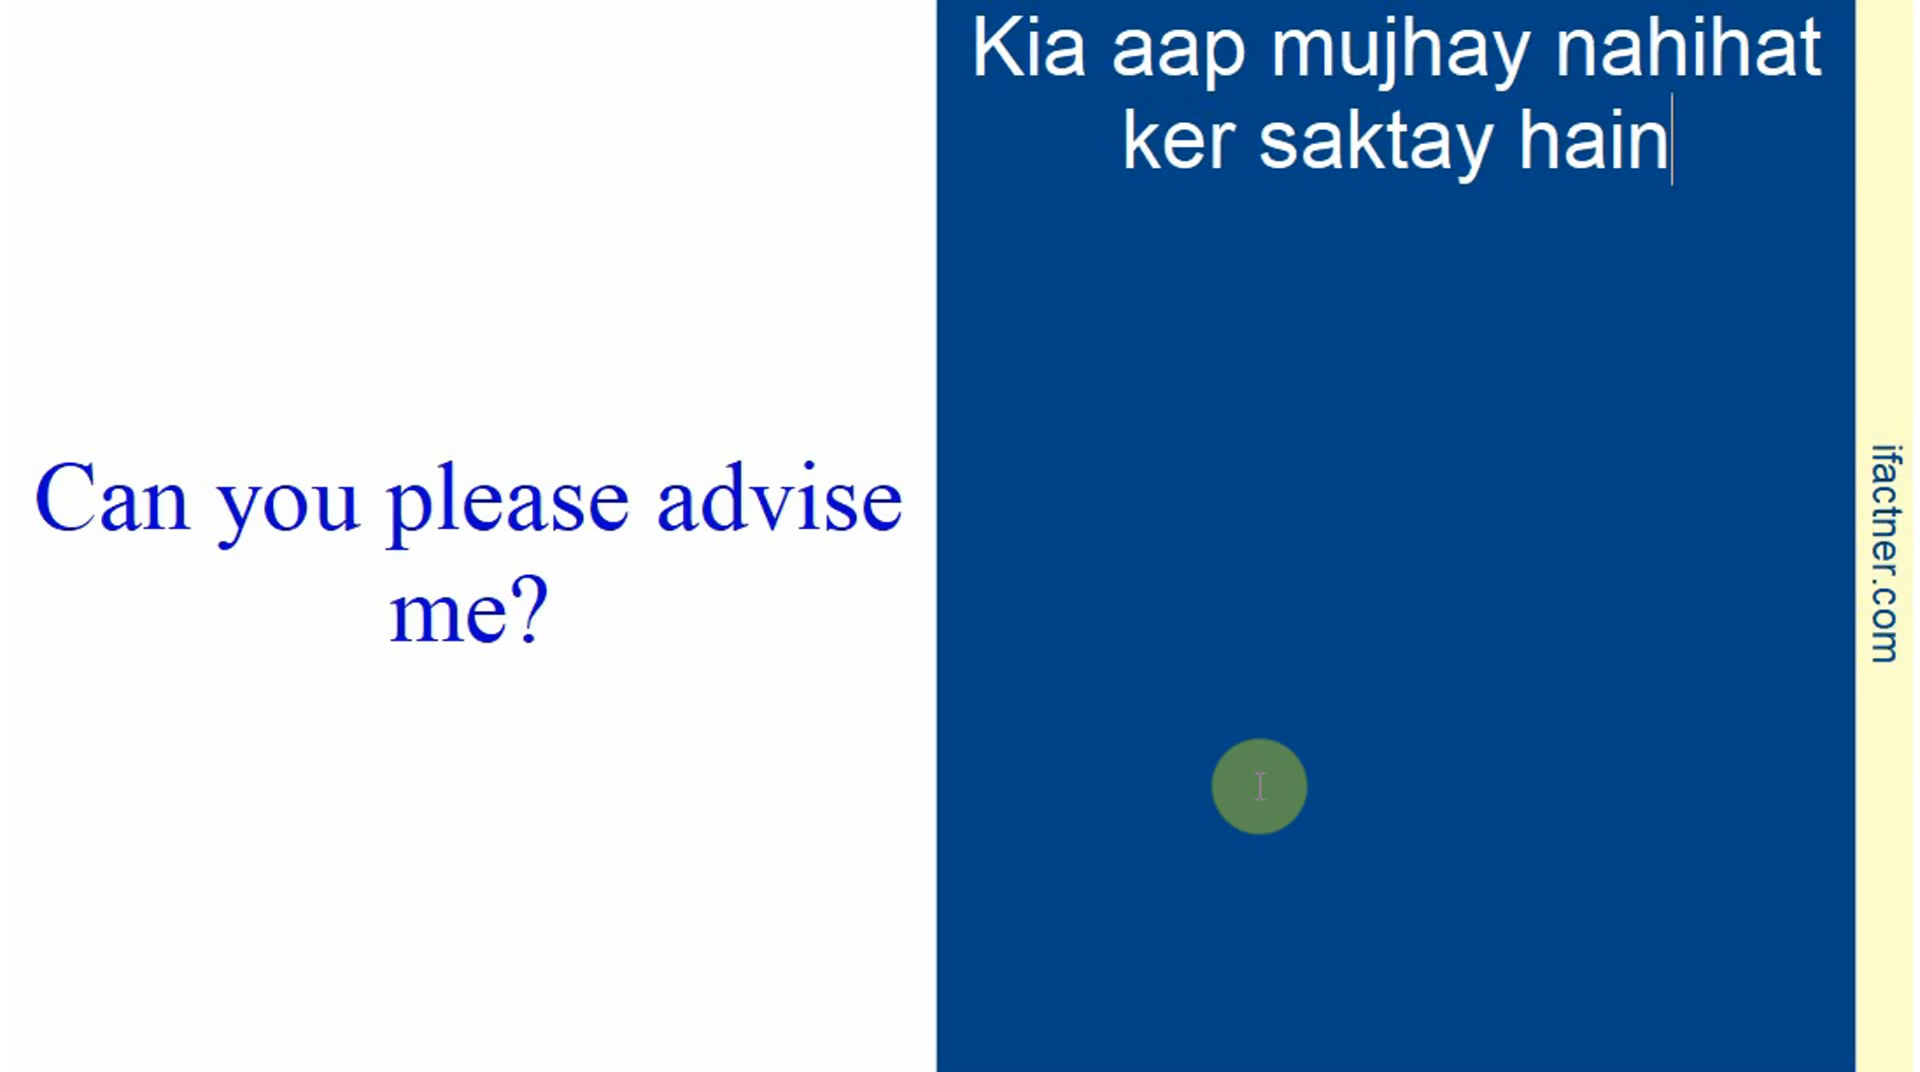 Can you please advise
me?
Kia aap mujhay nahihat
ker saktay hain
ifactner.com